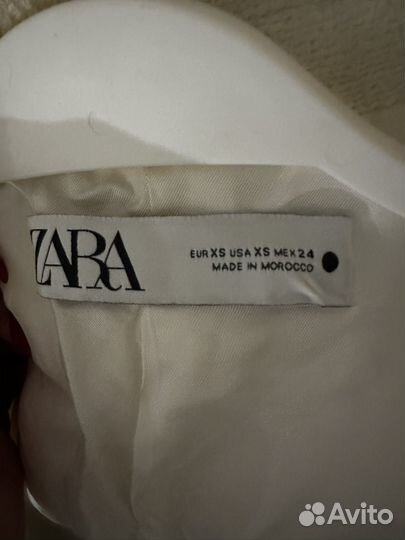 ZARA
EUR XS USA XS MEX 24
MADE IN MOROCCO
Avito